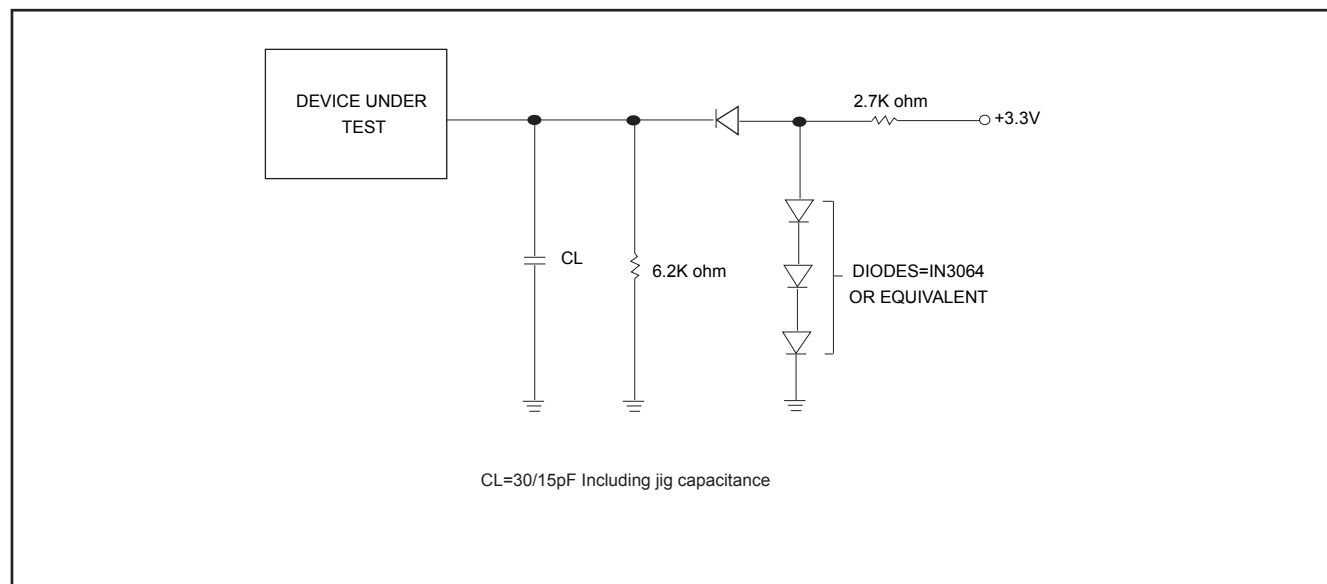 DEVICE UNDER
TEST
2.7K ohm
+3.3V
CL
6.2K ohm
DIODES=IN3064
OR EQUIVALENT
CL=30/15pF Including jig capacitance